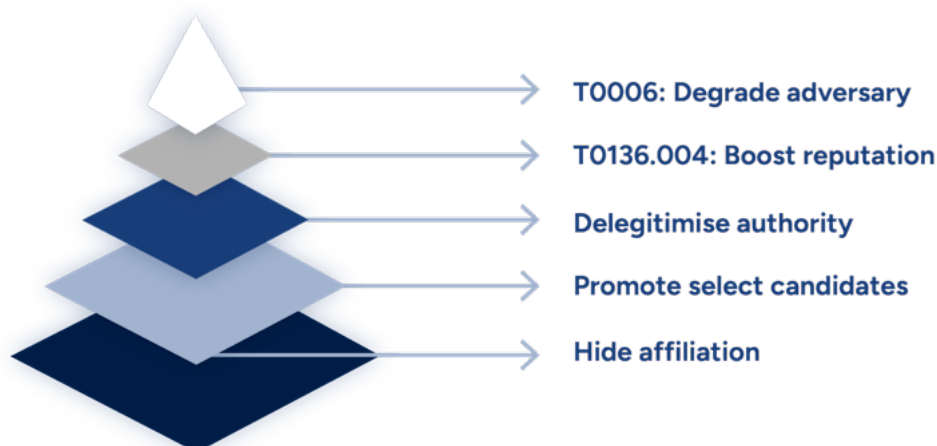 T0006: Degrade adversary
T0136.004: Boost reputation
Delegitimise authority
Promote select candidates
Hide affiliation